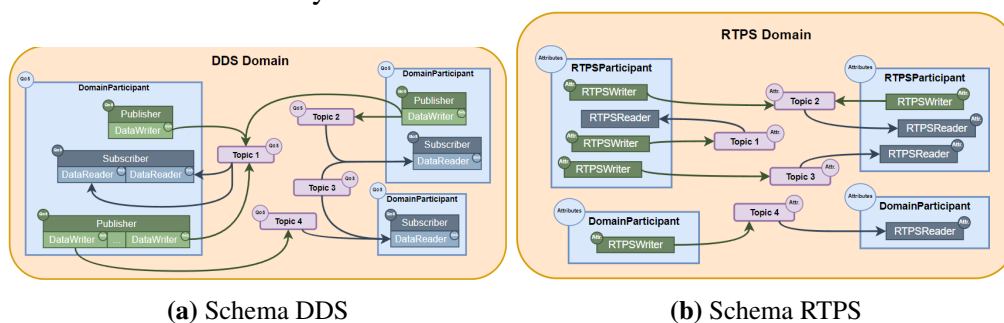 DDS Domain
QoS
DomainParticipant
QoS
Publisher
DataWriter
QoS
Subscriber
DataReader
DataReader
QoS
Publisher
DataWriter
...
DataWriter
QoS
Topic 1
QoS
Topic 2
Topic 3
QoS
QoS
Topic 4
QoS
DomainParticipant
QoS
Publisher
DataWriter
QoS
Subscriber
DataReader
QoS
DomainParticipant
QoS
Subscriber
DataReader
(a) Schema DDS
RTPS Domain
Attributes
RTPSParticipant
Attr.
RTPSWriter
RTPSReader
Attr.
Attr.
RTPSWriter
Attr.
RTPSWriter
Attr.
Topic 2
Attr.
Topic 1
Attr.
Topic 3
Attributes
RTPSParticipant
Attr.
RTPSWriter
Attr.
RTPSReader
Attr.
RTPSReader
Attributes
DomainParticipant
Attr.
RTPSWriter
Attr.
Topic 4
Attributes
DomainParticipant
Attr.
RTPSReader
(b) Schema RTPS